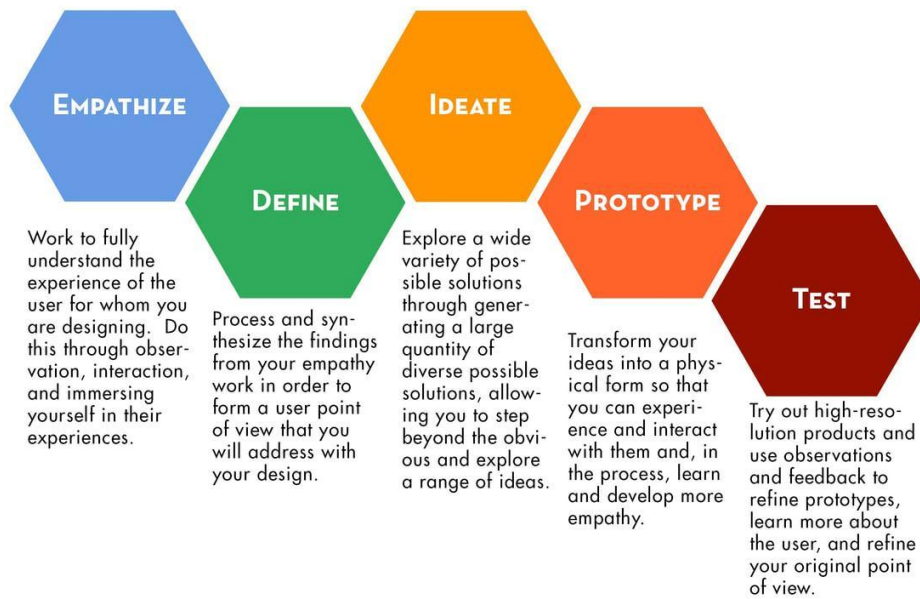 EMPATHIZE
Work to fully
understand the
experience of the
user for whom you
are designing.  Do
this through obser-
vation, interaction,
and immersing
yourself in their
experiences.
DEFINE
Process and syn-
thesize the findings
from your empathy
work in order to
form a user point
of view that you
will address with
your design.
IDEATE
Explore a wide
variety of pos-
sible solutions
through gener-
ating a large
quantity of
diverse possible
solutions, allow-
ing you to step
beyond the obvi-
ous and explore
a range of ideas.
PROTOTYPE
Transform your
ideas into a phys-
ical form so that
you can experi-
ence and interact
with them and, in
the process, learn
and develop more
empathy.
TEST
Try out high-reso-
lution products and
use observations
and feedback to
refine prototypes,
learn more about
the user, and refine
your original point
of view.